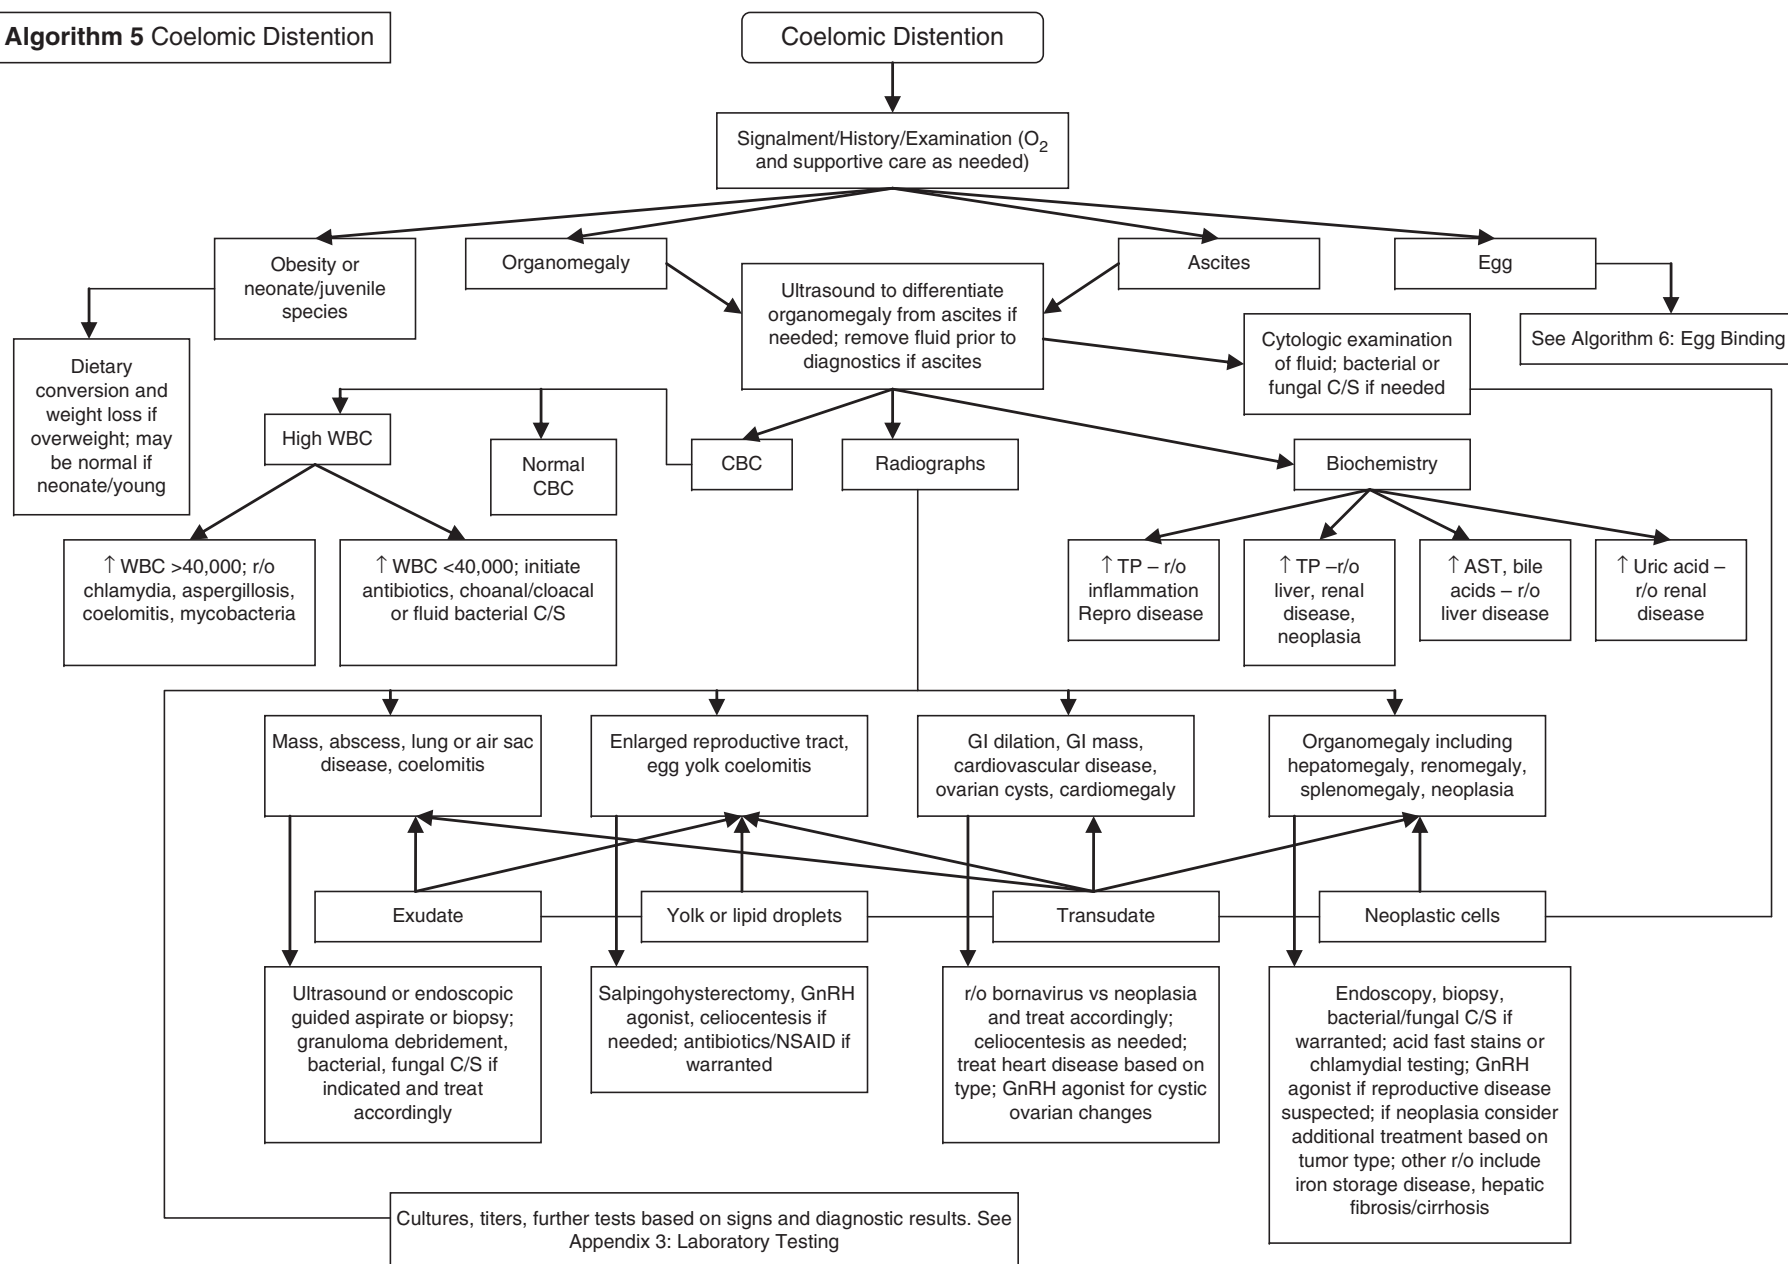 Algorithm 5 Coelomic Distention
Coelomic Distention
Signalment/History/Examination (O2
and supportive care as needed)
Obesity or
neonate/juvenile
species
Organomegaly
Ascites
Egg
Ultrasound to differentiate
organomegaly from ascites if
needed; remove fluid prior to
diagnostics if ascites
Cytologic examination
of fluid; bacterial or
fungal C/S if needed
See Algorithm 6: Egg Binding
Dietary
conversion and
weight loss if
overweight; may
be normal if
neonate/young
High WBC
Normal
CBC
CBC
Radiographs
Biochemistry
↑ WBC >40,000; r/o
chlamydia, aspergillosis,
coelomitis, mycobacteria
↑ WBC <40,000; initiate
antibiotics, choanal/cloacal
or fluid bacterial C/S
↑ TP – r/o
inflammation
Repro disease
↑ TP –r/o
liver, renal
disease,
neoplasia
↑ AST, bile
acids – r/o
liver disease
↑ Uric acid –
r/o renal
disease
Mass, abscess, lung or air sac
disease, coelomitis
Enlarged reproductive tract,
egg yolk coelomitis
GI dilation, GI mass,
cardiovascular disease,
ovarian cysts, cardiomegaly
Organomegaly including
hepatomegaly, renomegaly,
splenomegaly, neoplasia
Exudate
Yolk or lipid droplets
Transudate
Neoplastic cells
Ultrasound or endoscopic
guided aspirate or biopsy;
granuloma debridement,
bacterial, fungal C/S if
indicated and treat
accordingly
Salpingohysterectomy, GnRH
agonist, celiocentesis if
needed; antibiotics/NSAID if
warranted
r/o bornavirus vs neoplasia
and treat accordingly;
celiocentesis as needed;
treat heart disease based on
type; GnRH agonist for cystic
ovarian changes
Endoscopy, biopsy,
bacterial/fungal C/S if
warranted; acid fast stains or
chlamydial testing; GnRH
agonist if reproductive disease
suspected; if neoplasia consider
additional treatment based on
tumor type; other r/o include
iron storage disease, hepatic
fibrosis/cirrhosis
Cultures, titers, further tests based on signs and diagnostic results. See
Appendix 3: Laboratory Testing